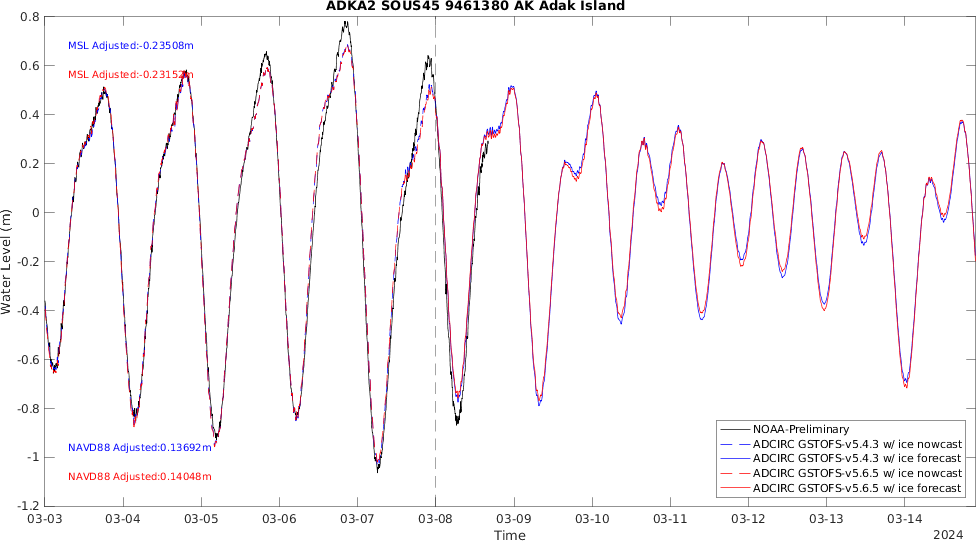 ADKA2 SOUS45 9461380 AK Adak Island
MSL Adjusted:-0.23508m
MSL Adjusted:-0.23152m
NAVD88 Adjusted:0.13692m
NAVD88 Adjusted:0.14048m
Water Level (m)
0.8
0.6
0.4
0.2
0
-0.2
-0.4
-0.6
-0.8
-1
-1.2
NOAA-Preliminary
ADCIRC GSTOFS-v5.4.3 w/ ice nowcast
ADCIRC GSTOFS-v5.4.3 w/ ice forecast
ADCIRC GSTOFS-v5.6.5 w/ ice nowcast
ADCIRC GSTOFS-v5.6.5 w/ ice forecast
03-03 03-04 03-05 03-06 03-07 03-08 03-09 03-10 03-11 03-12 03-13 03-14
Time
2024